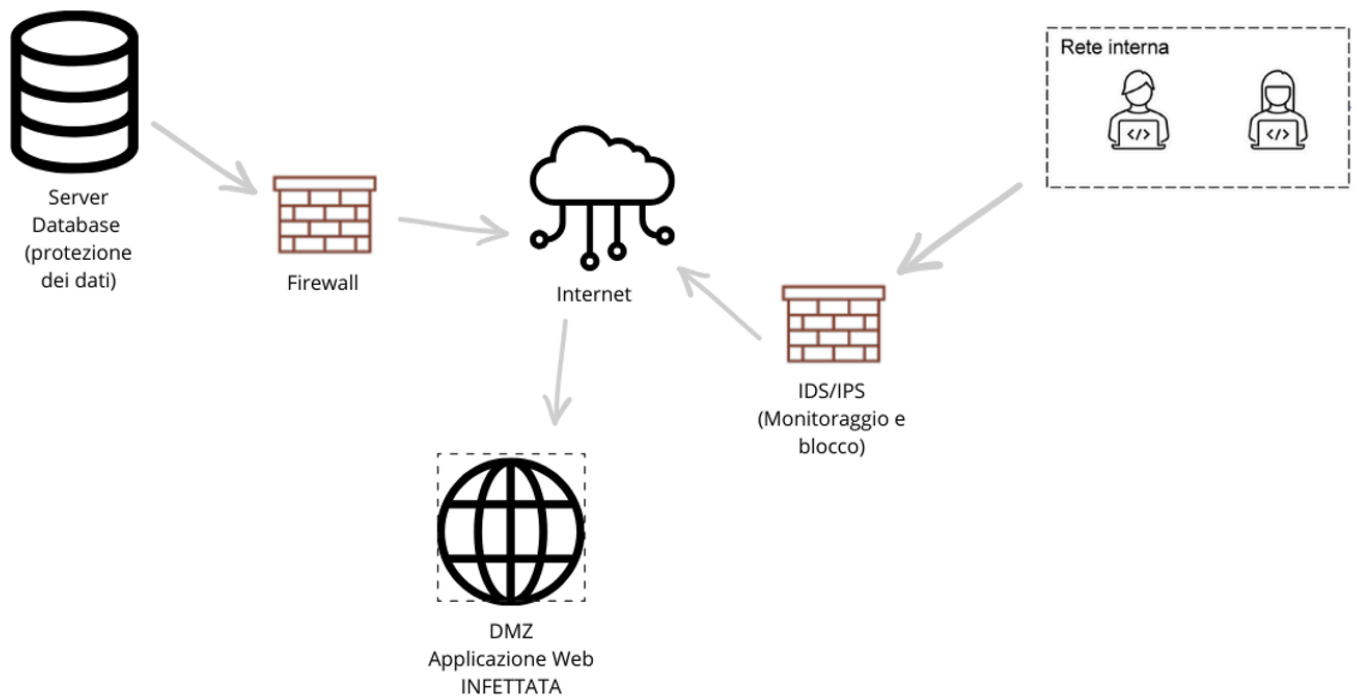 Rete interna
</>
</>
Server
Database
(protezione
dei dati)
Firewall
Internet
IDS/IPS
(Monitoraggio e
blocco)
DMZ
Applicazione Web
INFETTATA